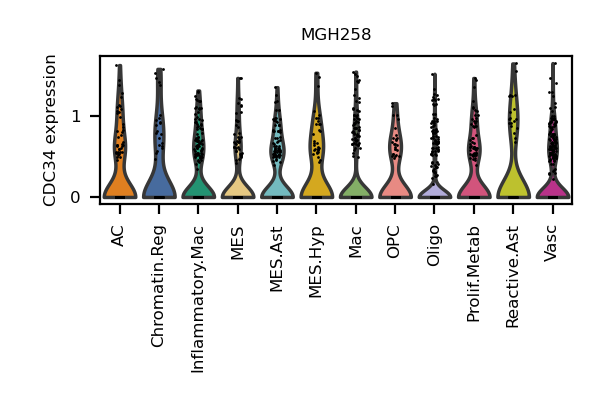 MGH258
CDC34 expression
1
0
AC
Chromatin.Reg
Inflammatory.Mac
MES
MES.Ast
MES.Hyp
Mac
OPC
Oligo
Prolif.Metab
Reactive.Ast
Vasc